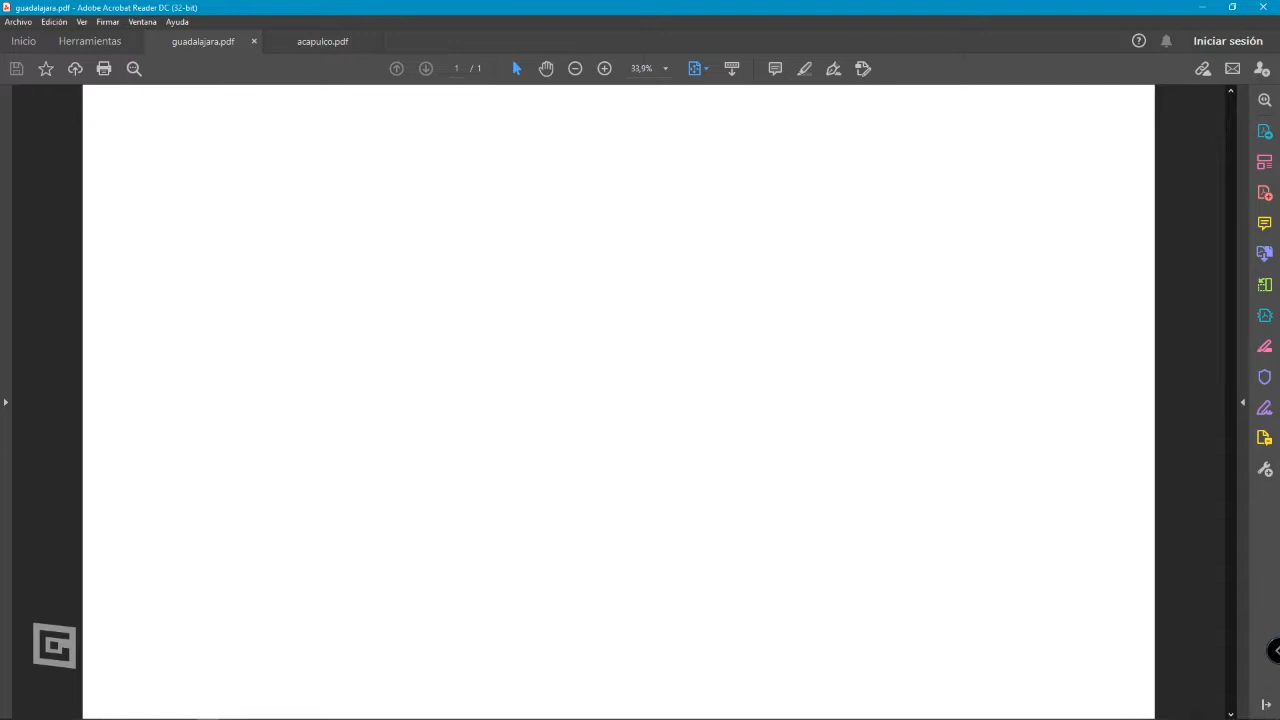 guadalajara.pdf - Adobe Acrobat Reader DC (32-bit)
Archivo Edición Ver Firmar Ventana Ayuda
Inicio Herramientas guadalajara.pdf × acapulco.pdf Iniciar sesión
1 / 1 33,9%